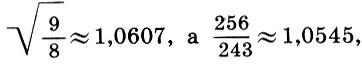 √9/8 ≈ 1,0607, а 256/243 ≈ 1,0545,